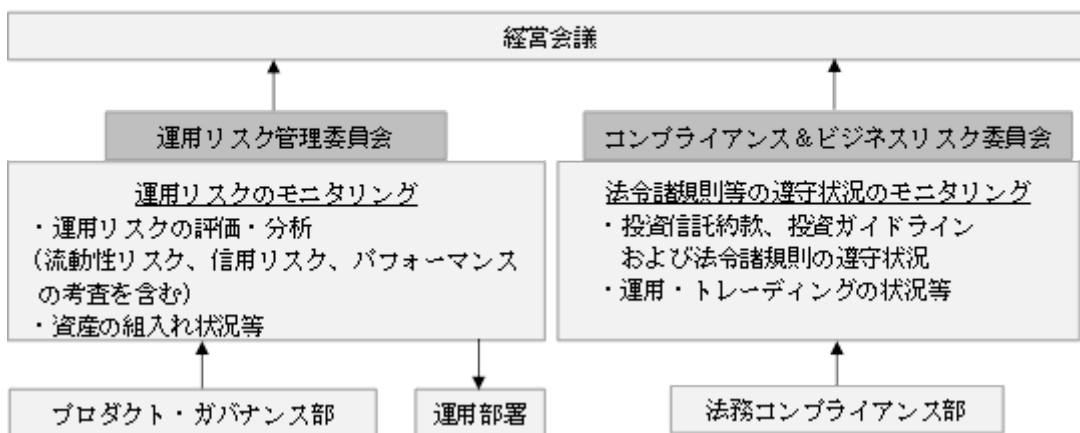 経営会議
運用リスク管理委員会
運用リスクのモニタリング
・運用リスクの評価・分析
(流動性リスク、信用リスク、パフォーマンス
の考査を含む)
・資産の組入れ状況等
プロダクト・ガバナンス部
運用部署
コンプライアンス&ビジネスリスク委員会
法令諸規則等の遵守状況のモニタリング
・投資信託約款、投資ガイドライン
および法令諸規則の遵守状況
・運用・トレーディングの状況等
法務コンプライアンス部